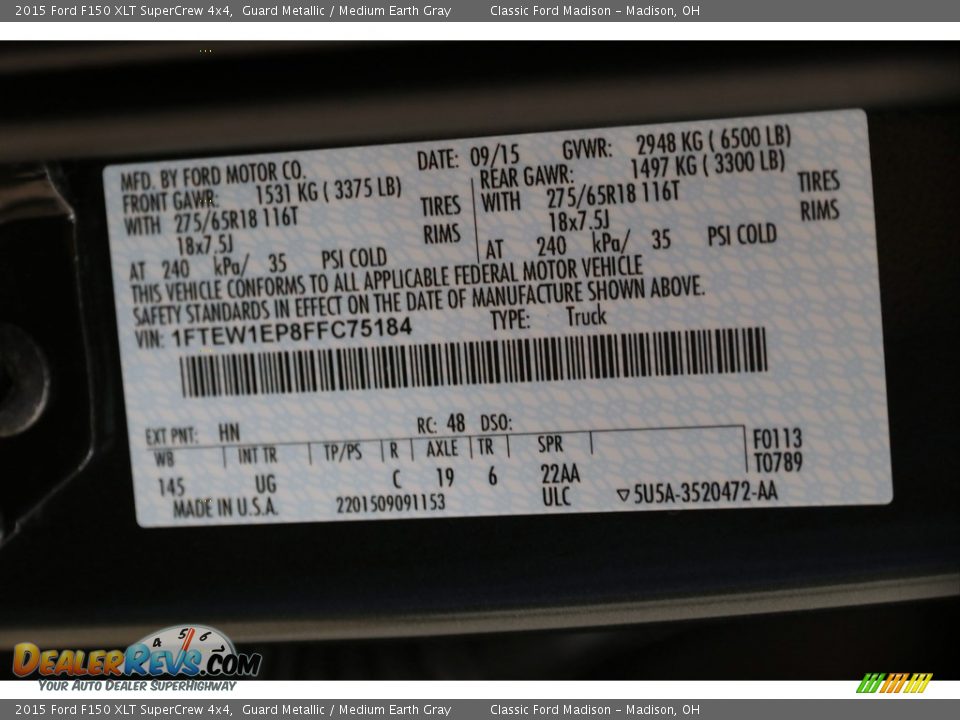 2015 Ford F150 XLT SuperCrew 4x4,  Guard Metallic / Medium Earth Gray    Classic Ford Madison – Madison, OH
MFD. BY FORD MOTOR CO.    DATE: 09/15    GVWR: 2948 KG ( 6500 LB)
FRONT GAWR: 1531 KG ( 3375 LB)    REAR GAWR: 1497 KG ( 3300 LB)
WITH 275/65R18 116T TIRES    WITH 275/65R18 116T TIRES
18x7.5J RIMS    18x7.5J RIMS
AT 240 kPa/ 35 PSI COLD    AT 240 kPa/ 35 PSI COLD
THIS VEHICLE CONFORMS TO ALL APPLICABLE FEDERAL MOTOR VEHICLE
SAFETY STANDARDS IN EFFECT ON THE DATE OF MANUFACTURE SHOWN ABOVE.
VIN: 1FTEW1EP8FFC75184    TYPE: Truck
EXT PNT: HN    RC: 48 DSO:
WB    INT TR    TP/PS    R    AXLE    TR    SPR    F0113
145    UG    C    19    6    22AA    T0789
MADE IN U.S.A.    2201509091153    ULC    ▽5U5A-3520472-AA
4 5 6
DEALERREVS.COM
YOUR AUTO DEALER SUPERHIGHWAY
2015 Ford F150 XLT SuperCrew 4x4,  Guard Metallic / Medium Earth Gray    Classic Ford Madison – Madison, OH